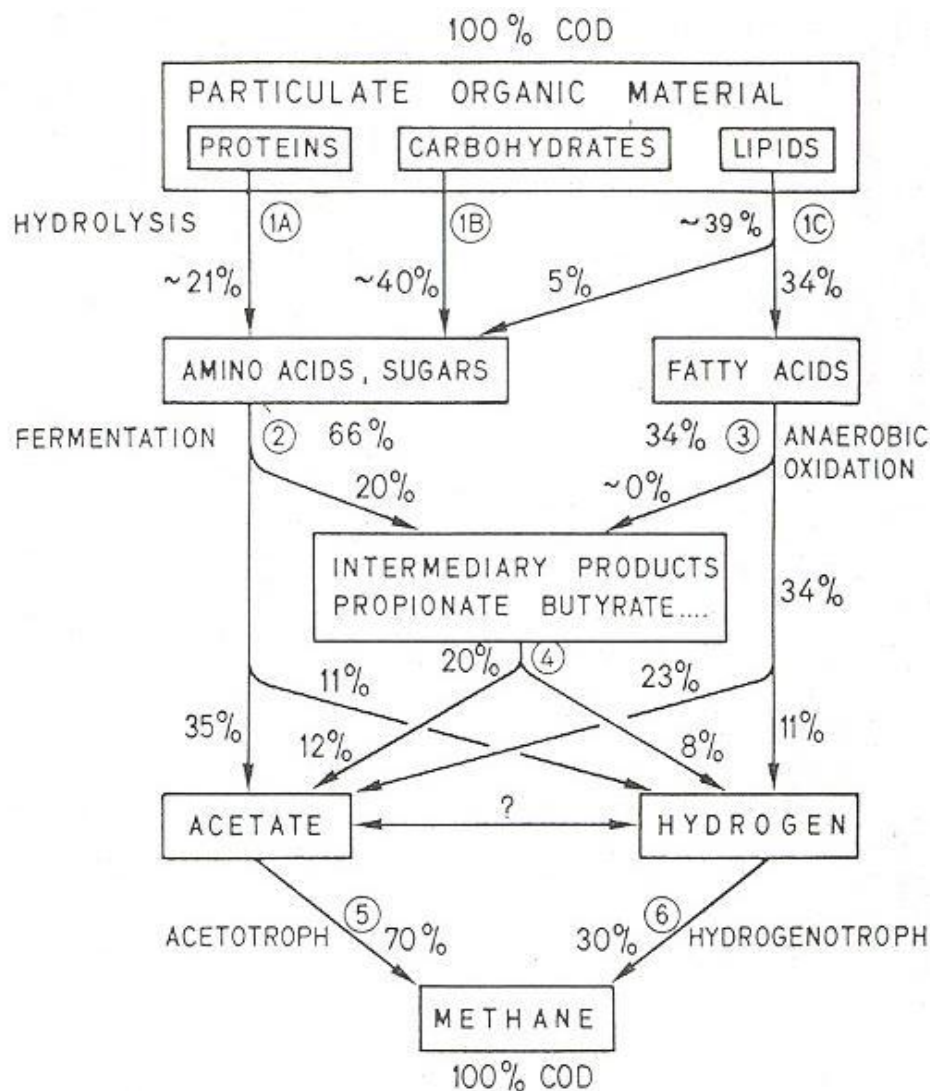 100% COD
PARTICULATE ORGANIC MATERIAL
PROTEINS CARBOHYDRATES LIPIDS
HYDROLYSIS 1A 1B ~39% 1C
~21% ~40% 5% 34%
AMINO ACIDS, SUGARS FATTY ACIDS
FERMENTATION 2 66% 34% 3 ANAEROBIC
OXIDATION
20% ~0%
INTERMEDIARY PRODUCTS
PROPIONATE BUTYRATE....
34%
20% 4
11% 23%
35% 12% 8% 11%
?
ACETATE HYDROGEN
5 6
ACETOTROPH 70% 30% HYDROGENOTROPH
METHANE
100% COD